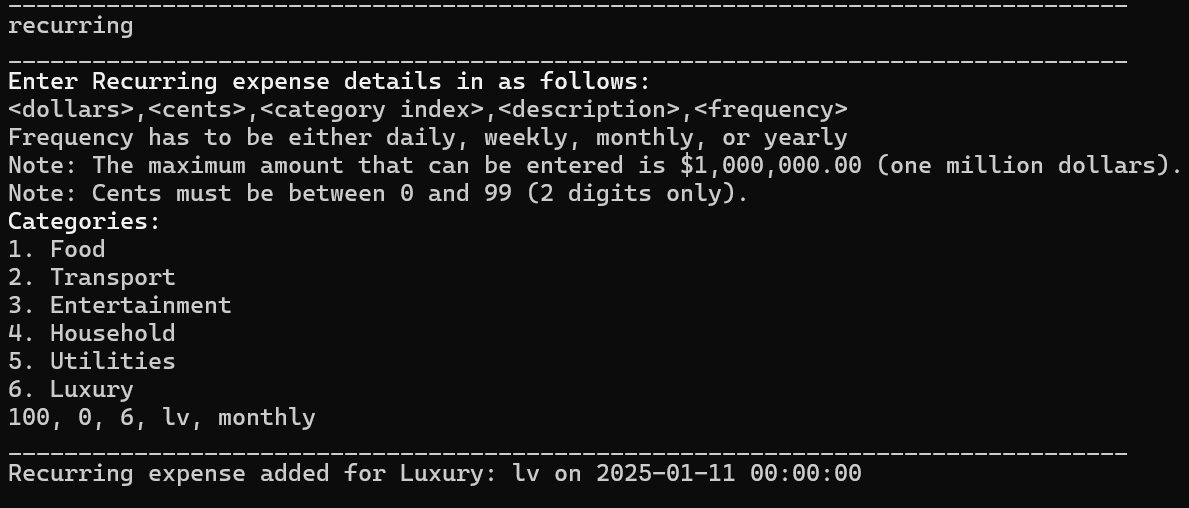 ________________________________________________________________________________
recurring
________________________________________________________________________________
Enter Recurring expense details in as follows:
<dollars>,<cents>,<category index>,<description>,<frequency>
Frequency has to be either daily, weekly, monthly, or yearly
Note: The maximum amount that can be entered is $1,000,000.00 (one million dollars).
Note: Cents must be between 0 and 99 (2 digits only).
Categories:
1. Food
2. Transport
3. Entertainment
4. Household
5. Utilities
6. Luxury
100, 0, 6, lv, monthly
________________________________________________________________________________
Recurring expense added for Luxury: lv on 2025-01-11 00:00:00